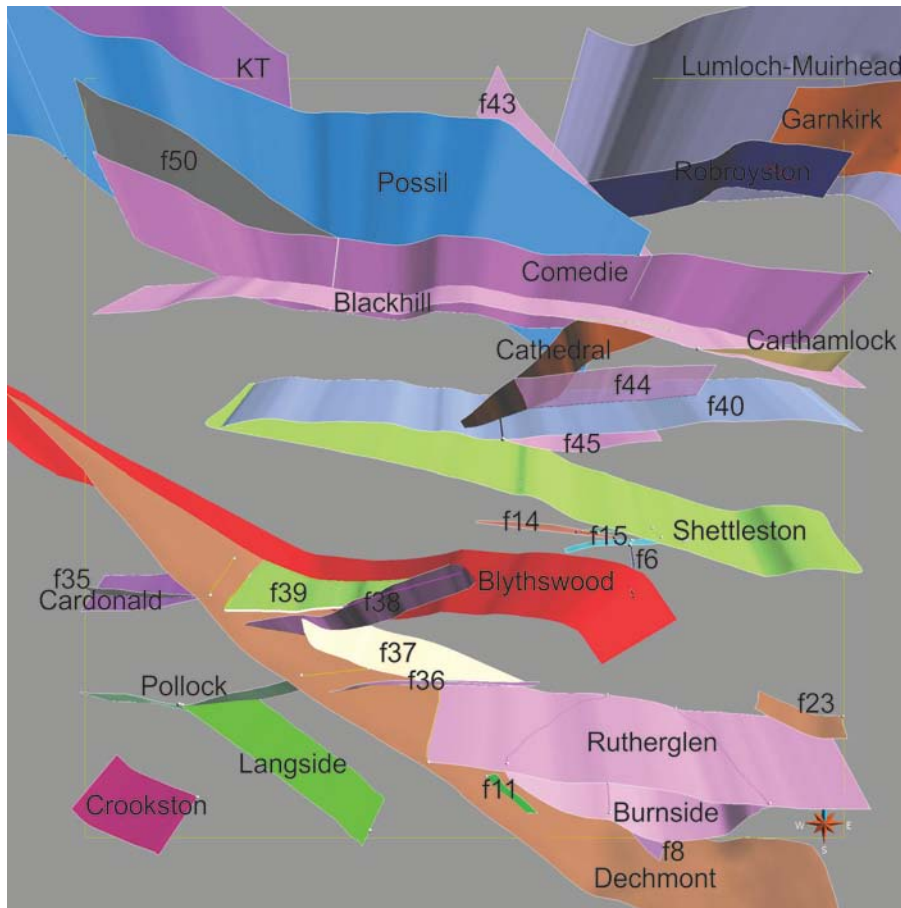 KT
Lumloch-Muirhead
f43
Garnkirk
f50
Robroyston
Possil
Comedie
Blackhill
Carthamlock
Cathedral
f44
f40
f45
f14
Shettleston
f15
f6
f35
Cardonald
f39
f38
Blythswood
f37
f36
Pollock
f23
Rutherglen
Langside
f11
Crookston
Burnside
W E
S
f8
Dechmont